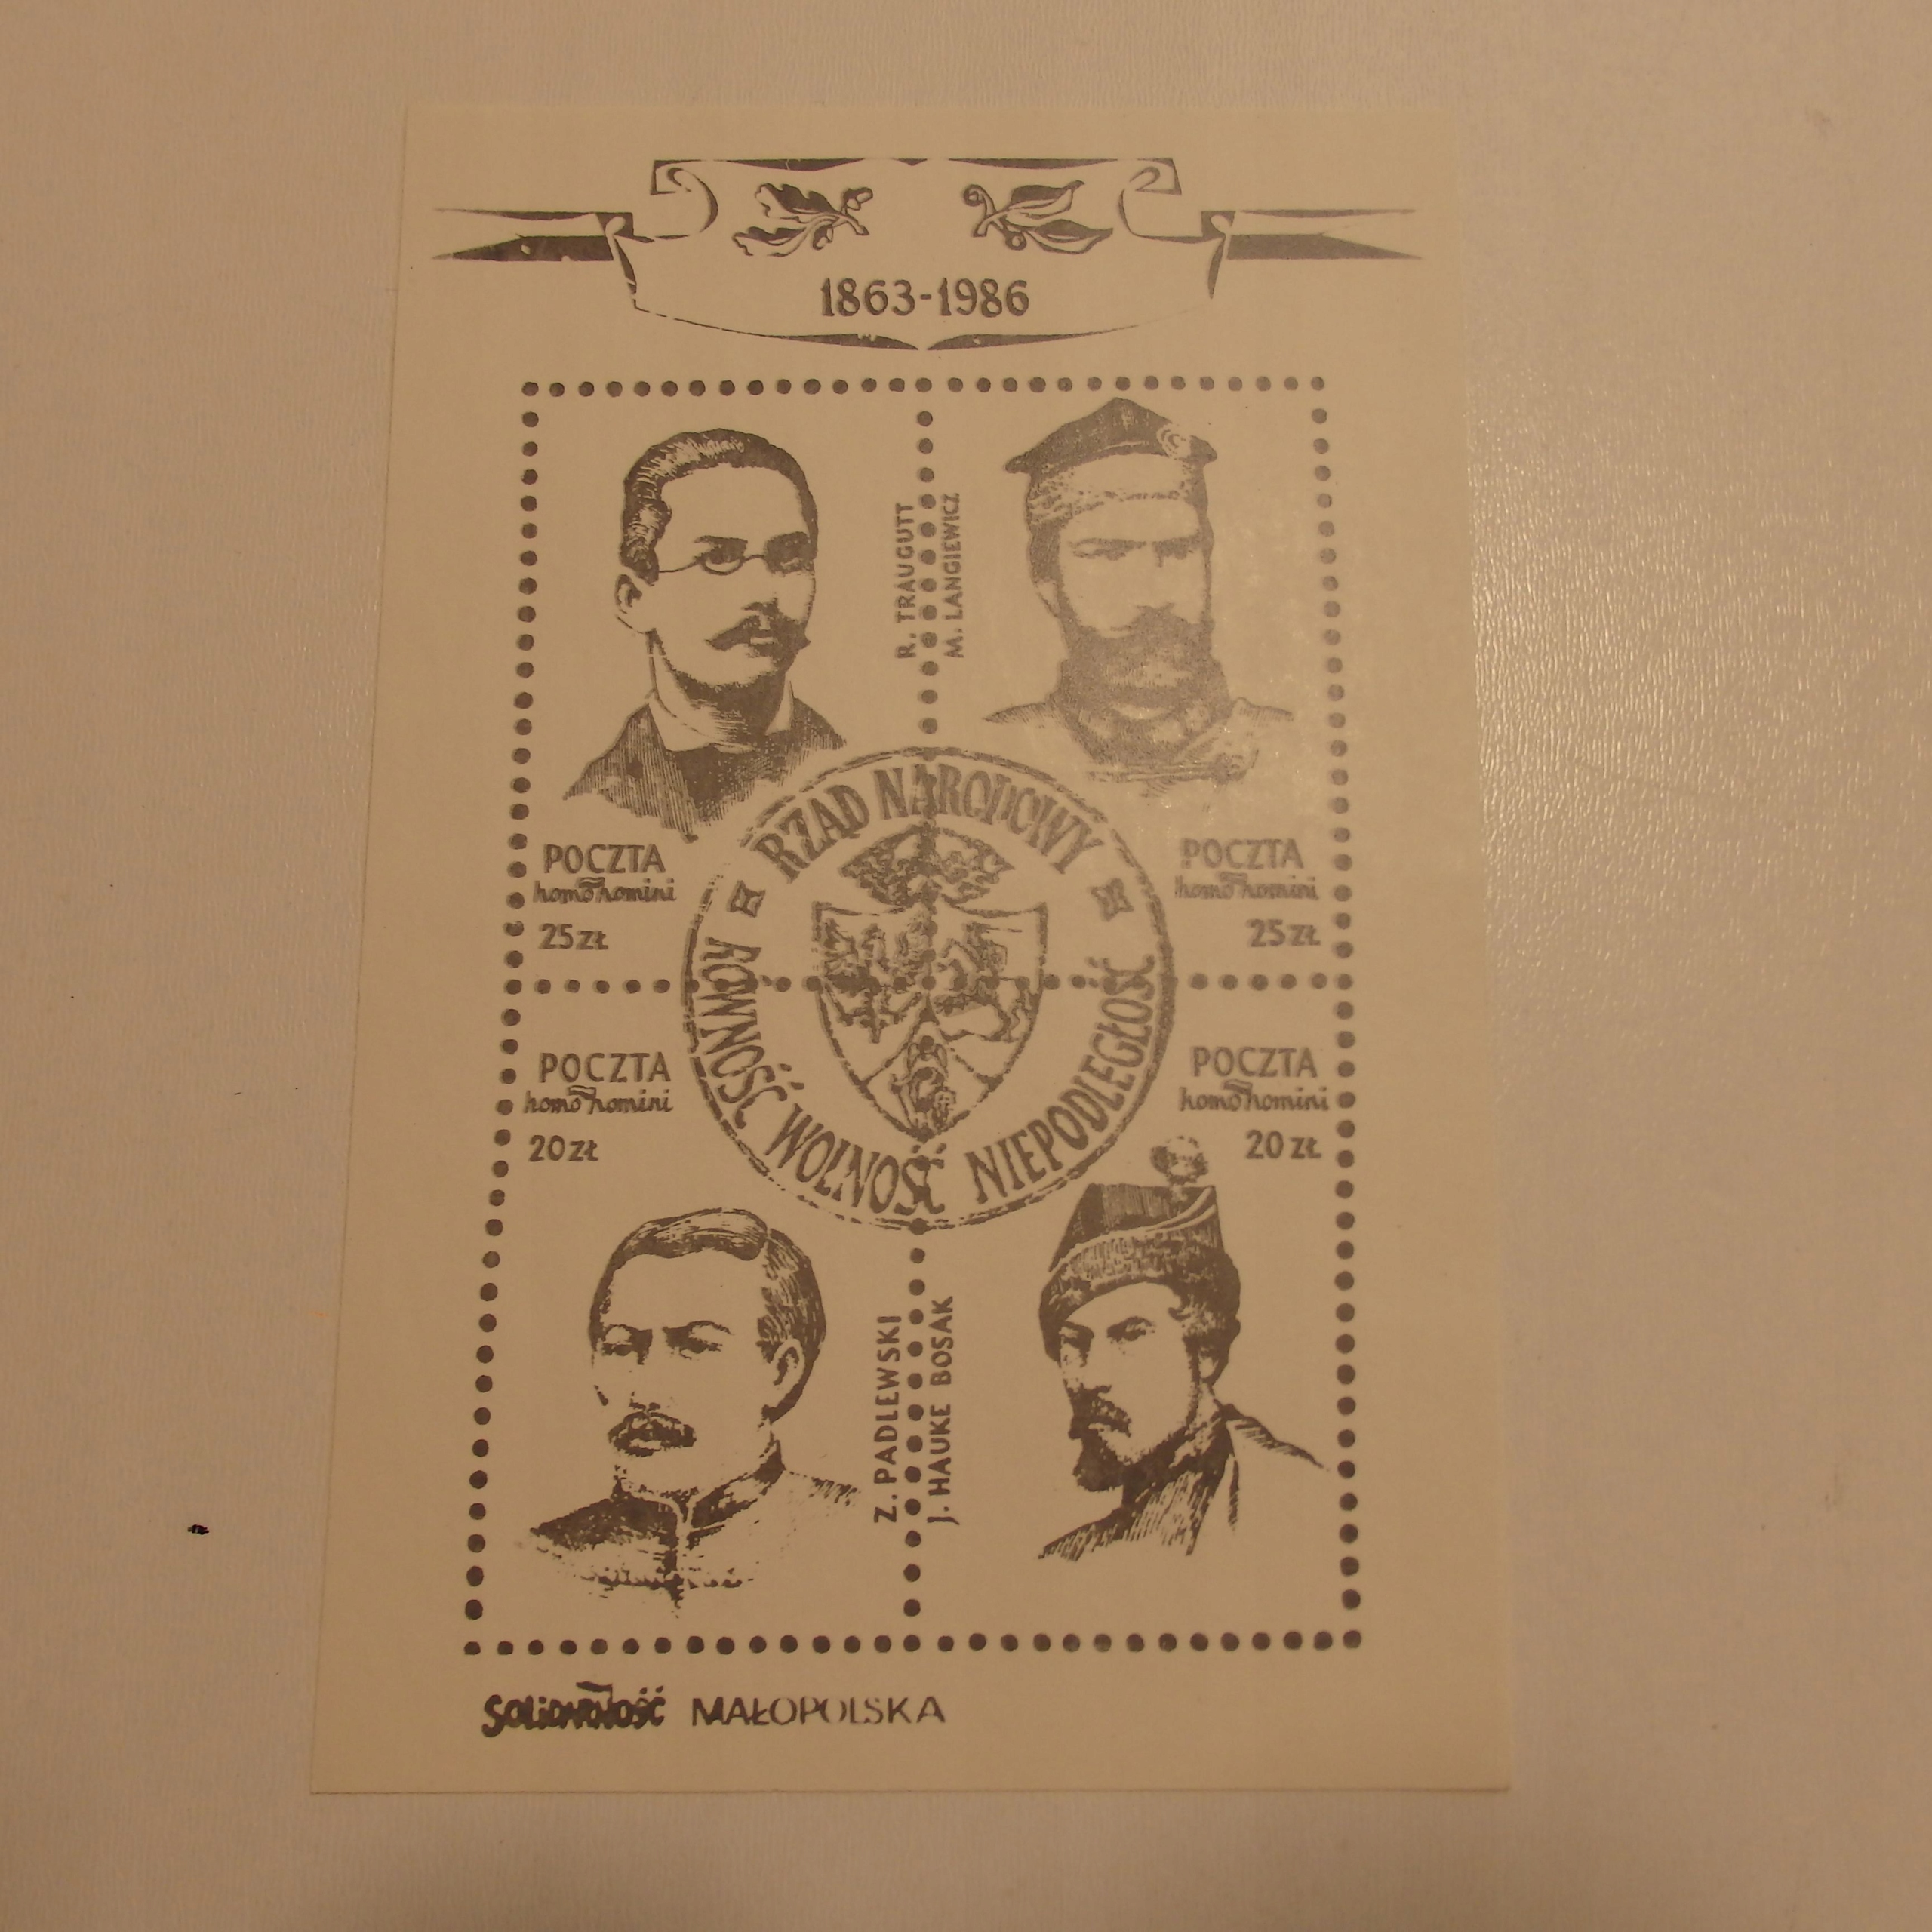 1863-1986
R. TRAUGUTT
M. LANGIEWICZ
RZĄD NARODOWY
RÓWNOŚĆ WOLNOŚĆ NIEPODLEGŁOŚĆ
POCZTA
homo homini
25 zł
POCZTA
homo homini
25 zł
POCZTA
homo homini
20 zł
POCZTA
homo homini
20 zł
Z. PADLEWSKI
J. HAUKE BOSAK
SOLIDARNOŚĆ MAŁOPOLSKA